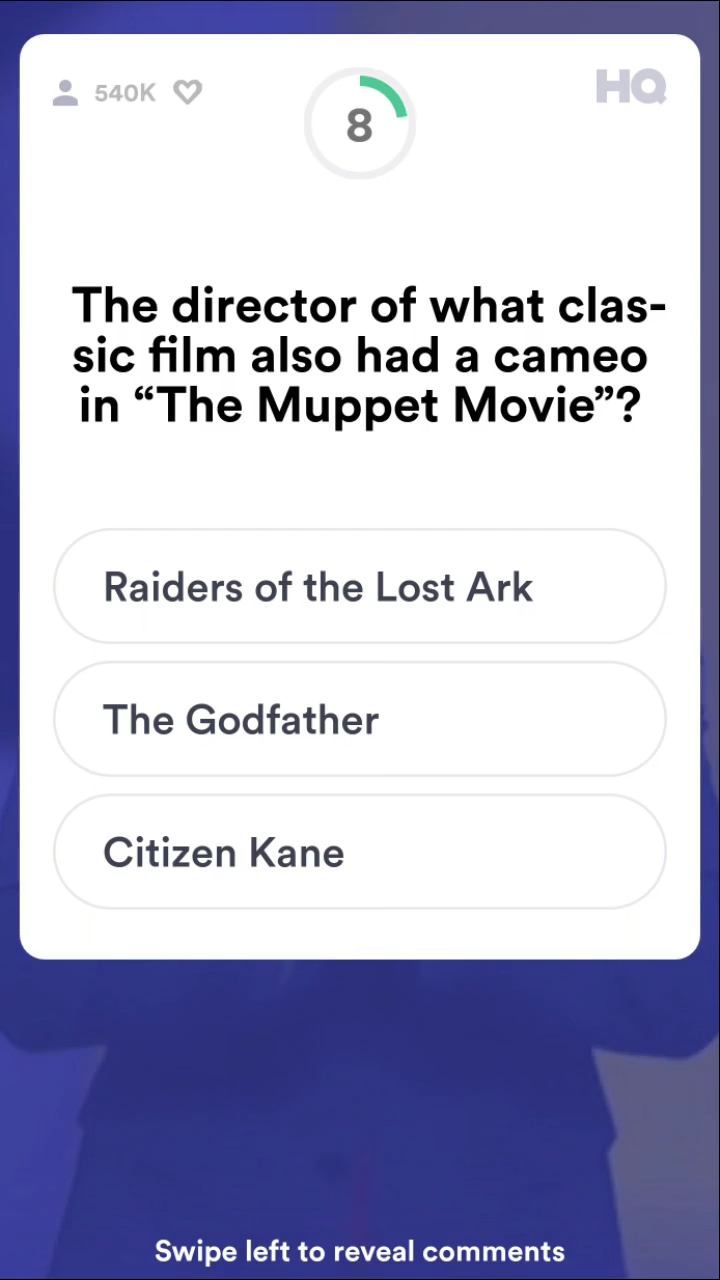 540K
8
HQ
The director of what clas-
sic film also had a cameo
in “The Muppet Movie”?
Raiders of the Lost Ark
The Godfather
Citizen Kane
Swipe left to reveal comments